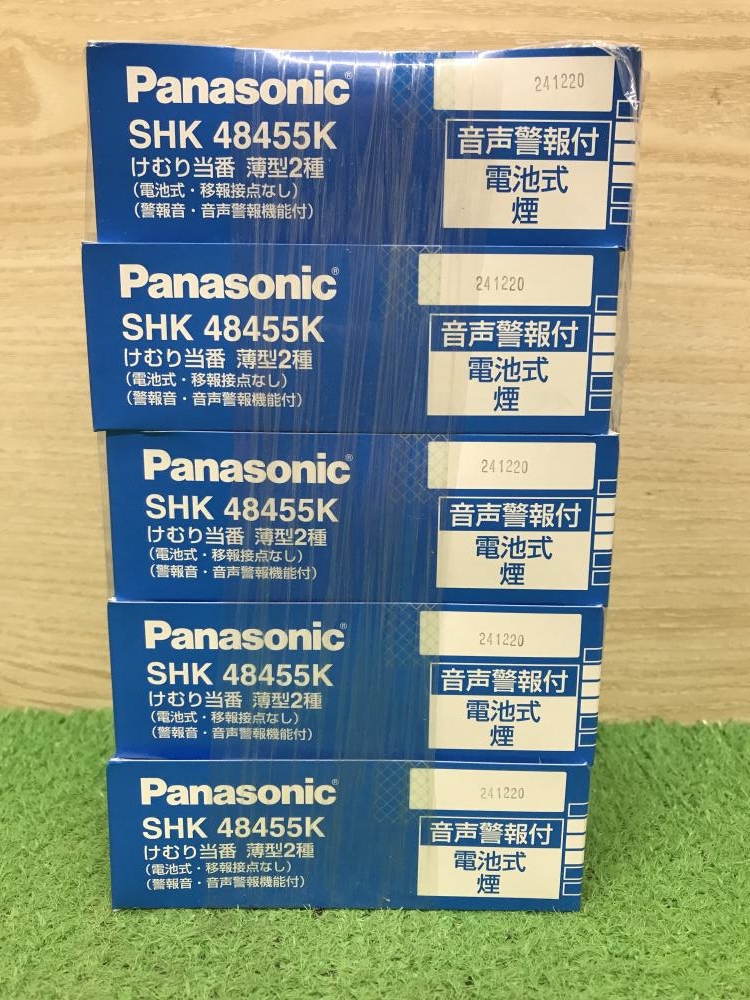 Panasonic®
241220
SHK 48455K
音声警報付
けむり当番 薄型2種
電池式
(電池式・移報接点なし)
煙
(警報音・音声警報機能付)
Panasonic®
241220
SHK 48455K
音声警報付
けむり当番 薄型2種
電池式
(電池式・移報接点なし)
煙
(警報音・音声警報機能付)
Panasonic®
241220
SHK 48455K
音声警報付
けむり当番 薄型2種
電池式
(電池式・移報接点なし)
煙
(警報音・音声警報機能付)
Panasonic®
241220
SHK 48455K
音声警報付
けむり当番 薄型2種
電池式
(電池式・移報接点なし)
煙
(警報音・音声警報機能付)
Panasonic®
241220
SHK 48455K
音声警報付
けむり当番 薄型2種
電池式
(電池式・移報接点なし)
煙
(警報音・音声警報機能付)